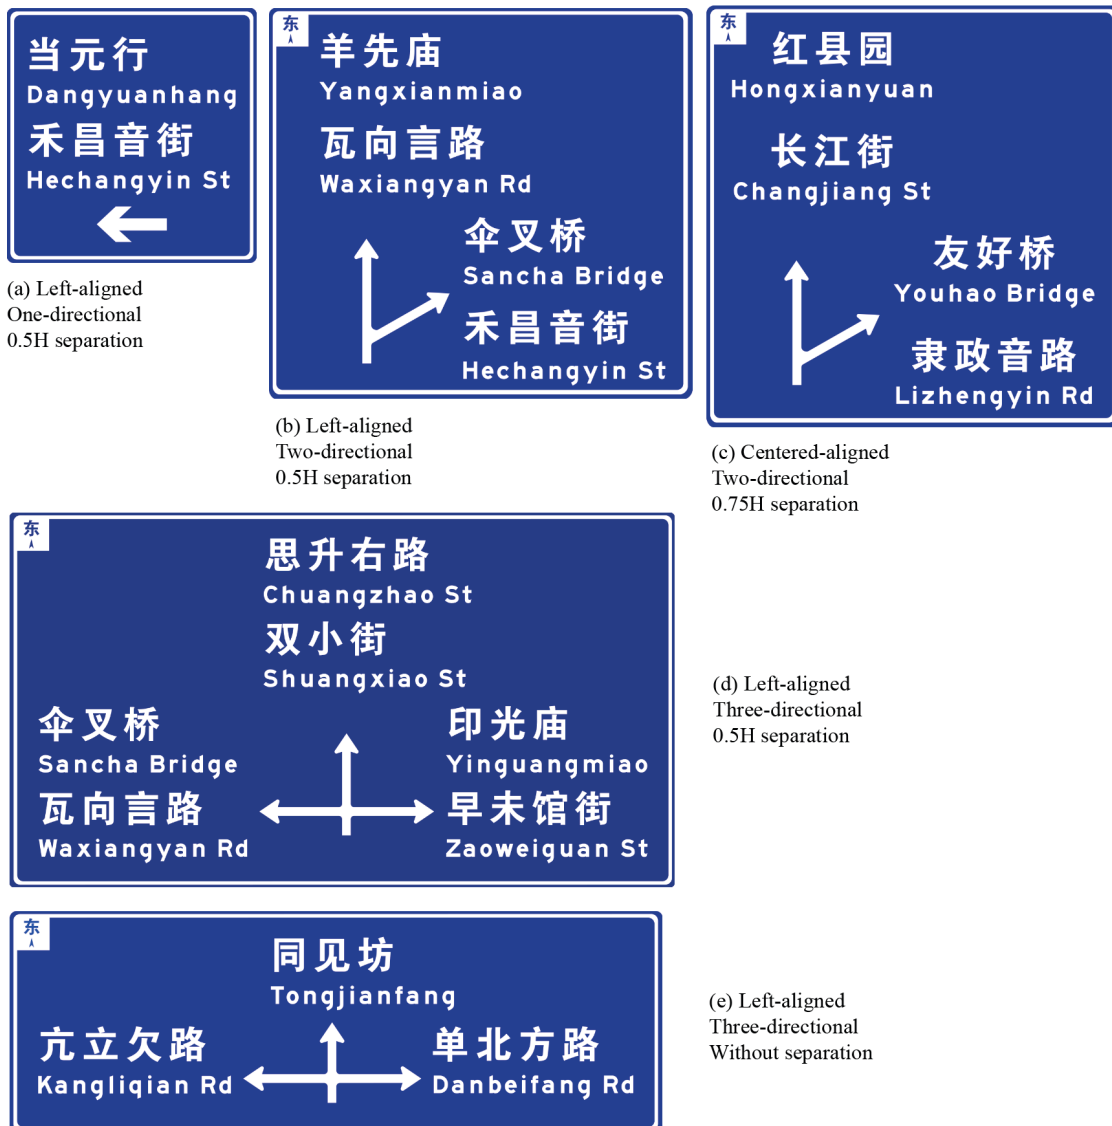 当元行
Dangyuanhang
禾昌音街
Hechangyin St
(a) Left-aligned
One-directional
0.5H separation
东
羊先庙
Yangxianmiao
瓦向言路
Waxiangyan Rd
伞叉桥
Sancha Bridge
禾昌音街
Hechangyin St
(b) Left-aligned
Two-directional
0.5H separation
东
红县园
Hongxianyuan
长江街
Changjiang St
友好桥
Youhao Bridge
隶政音路
Lizhengyin Rd
(c) Centered-aligned
Two-directional
0.75H separation
东
思升右路
Chuangzhao St
双小街
Shuangxiao St
伞叉桥
Sancha Bridge
瓦向言路
Waxiangyan Rd
印光庙
Yinguangmiao
早未馆街
Zaoweiguan St
(d) Left-aligned
Three-directional
0.5H separation
东
同见坊
Tongjianfang
亢立欠路
Kangliqian Rd
单北方路
Danbeifang Rd
(e) Left-aligned
Three-directional
Without separation